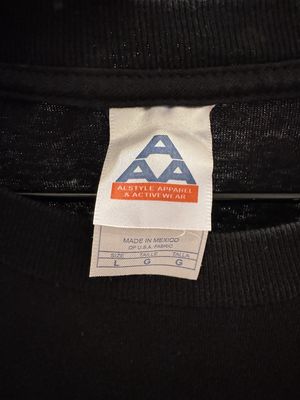 A
AAA
ALSTYLE APPAREL
& ACTIVEWEAR
MADE IN MEXICO
OF U.S.A. FABRIC
SIZE TAILLE TALLA
L G G